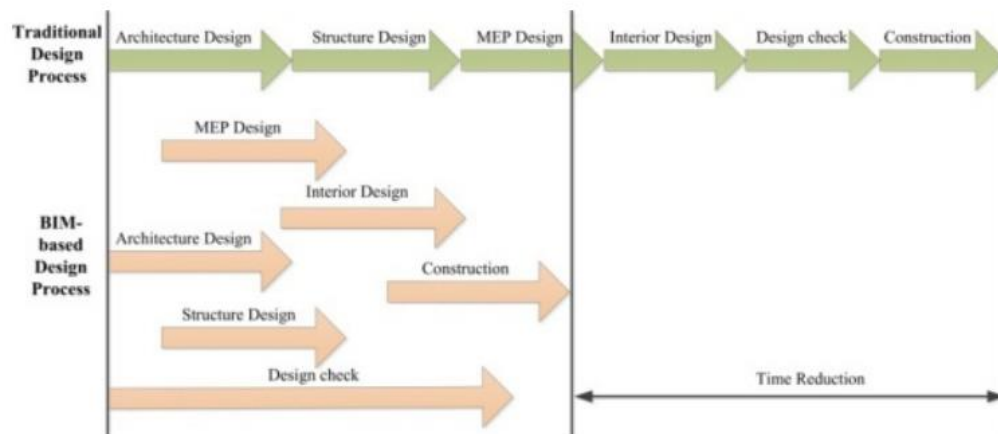 Traditional
Design
Process
Architecture Design
Structure Design
MEP Design
Interior Design
Design check
Construction
BIM-
based
Design
Process
MEP Design
Interior Design
Architecture Design
Construction
Structure Design
Design check
Time Reduction